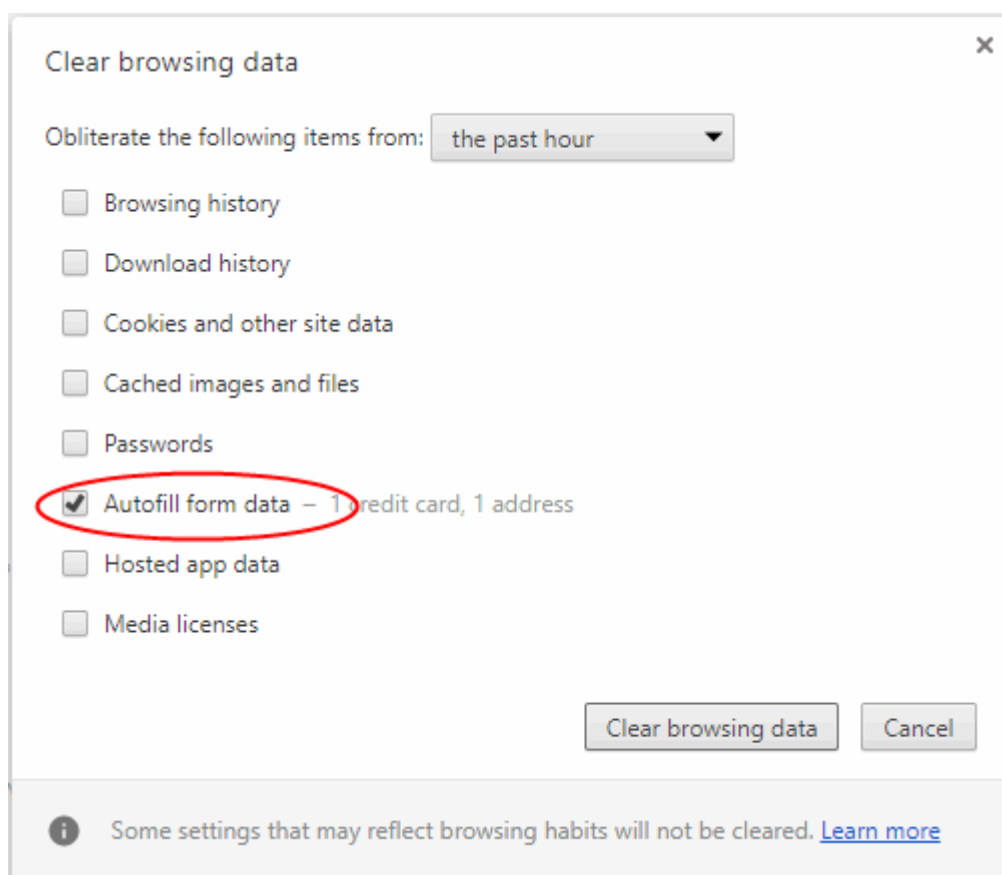 Clear browsing data
Obliterate the following items from: the past hour
Browsing history
Download history
Cookies and other site data
Cached images and files
Passwords
Autofill form data – 1 credit card, 1 address
Hosted app data
Media licenses
Clear browsing data Cancel
Some settings that may reflect browsing habits will not be cleared. Learn more